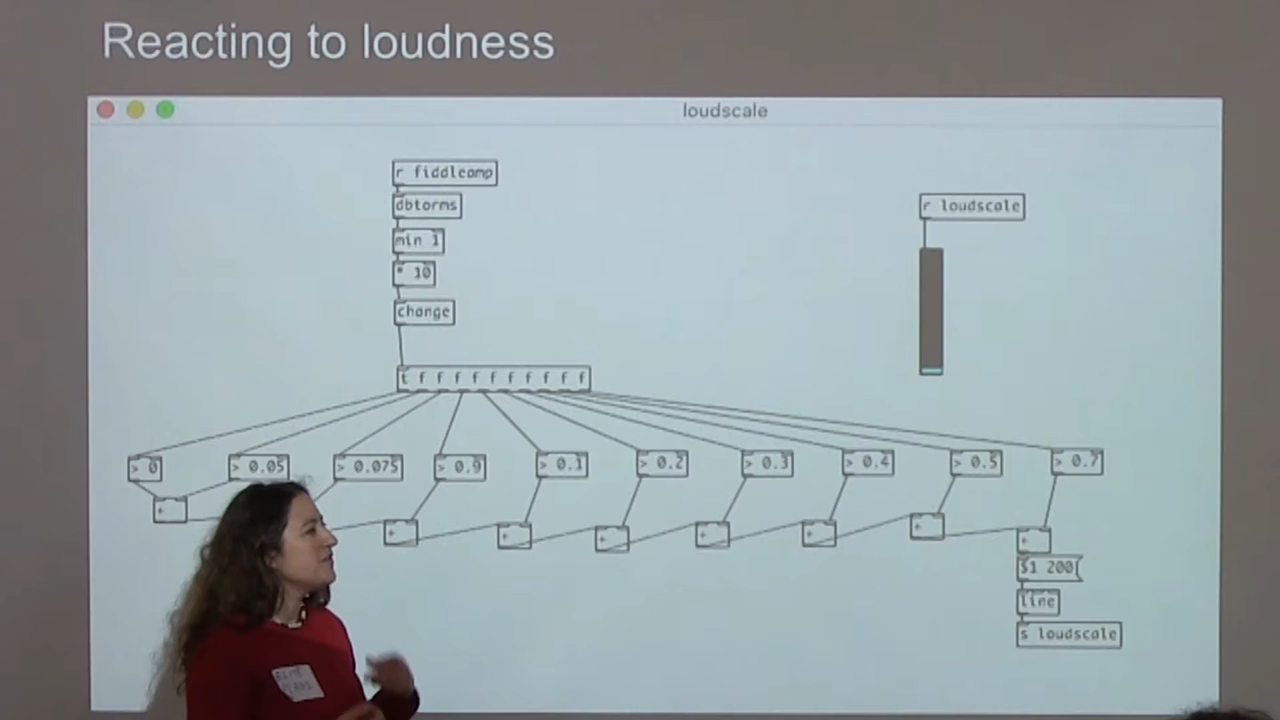 Reacting to loudness
loudscale
r fiddleamp
r loudscale
dbtorms
min 1
* 10
change
t f f f f f f f f f f
> 0
> 0.05
> 0.075
> 0.9
> 0.1
> 0.2
> 0.3
> 0.4
> 0.5
> 0.7
+
+
+
+
+
+
+
+
$1 200
line
s loudscale